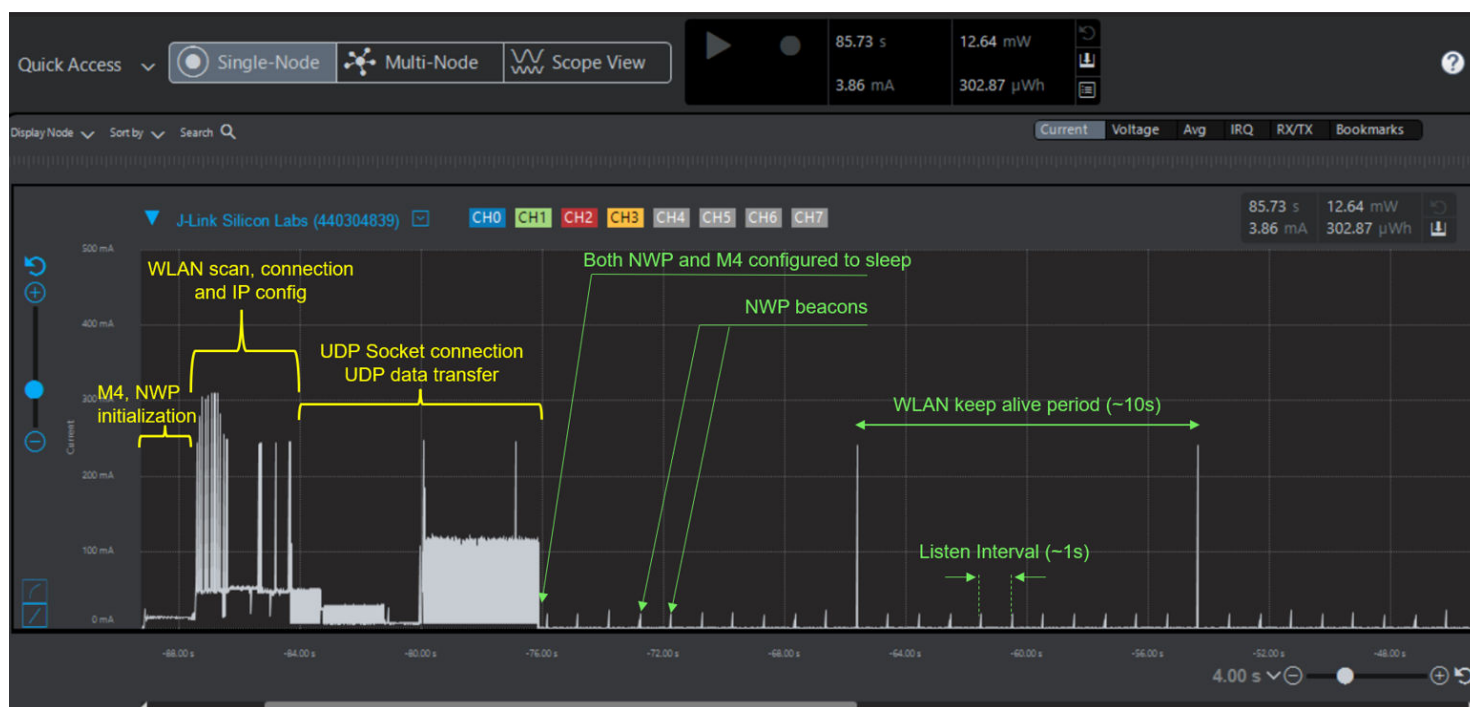 Quick Access
Single-Node
Multi-Node
Scope View
85.73 s
12.64 mW
3.86 mA
302.87 µWh
?
Display Node
Sort by
Search
Current
Voltage
Avg
IRQ
RX/TX
Bookmarks
J-Link Silicon Labs (440304839)
CH0
CH1
CH2
CH3
CH4
CH5
CH6
CH7
85.73 s
12.64 mW
3.86 mA
302.87 µWh
500 mA
400 mA
300 mA
200 mA
100 mA
0 mA
Current
WLAN scan, connection
and IP config
Both NWP and M4 configured to sleep
NWP beacons
UDP Socket connection
UDP data transfer
M4, NWP
initialization
WLAN keep alive period (~10s)
Listen Interval (~1s)
-88.00 s
-84.00 s
-80.00 s
-76.00 s
-72.00 s
-68.00 s
-64.00 s
-60.00 s
-56.00 s
-52.00 s
-48.00 s
4.00 s